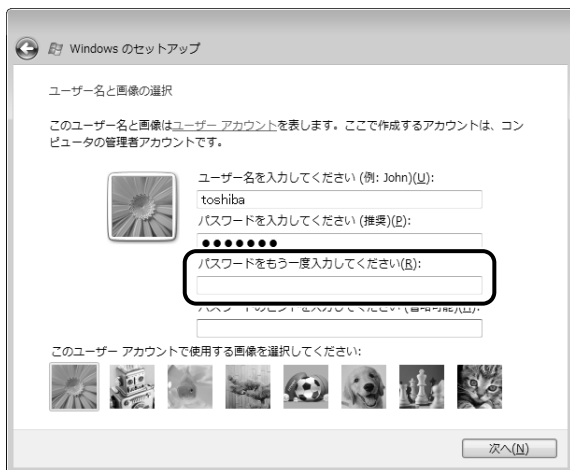 Windows のセットアップ
ユーザー名と画像の選択
このユーザー名と画像はユーザー アカウントを表します。ここで作成するアカウントは、コン
ピュータの管理者アカウントです。
ユーザー名を入力してください (例: John)(U):
toshiba
パスワードを入力してください (推奨)(P):
●●●●●●●
パスワードをもう一度入力してください(R):
このユーザー アカウントで使用する画像を選択してください:
次へ(N)